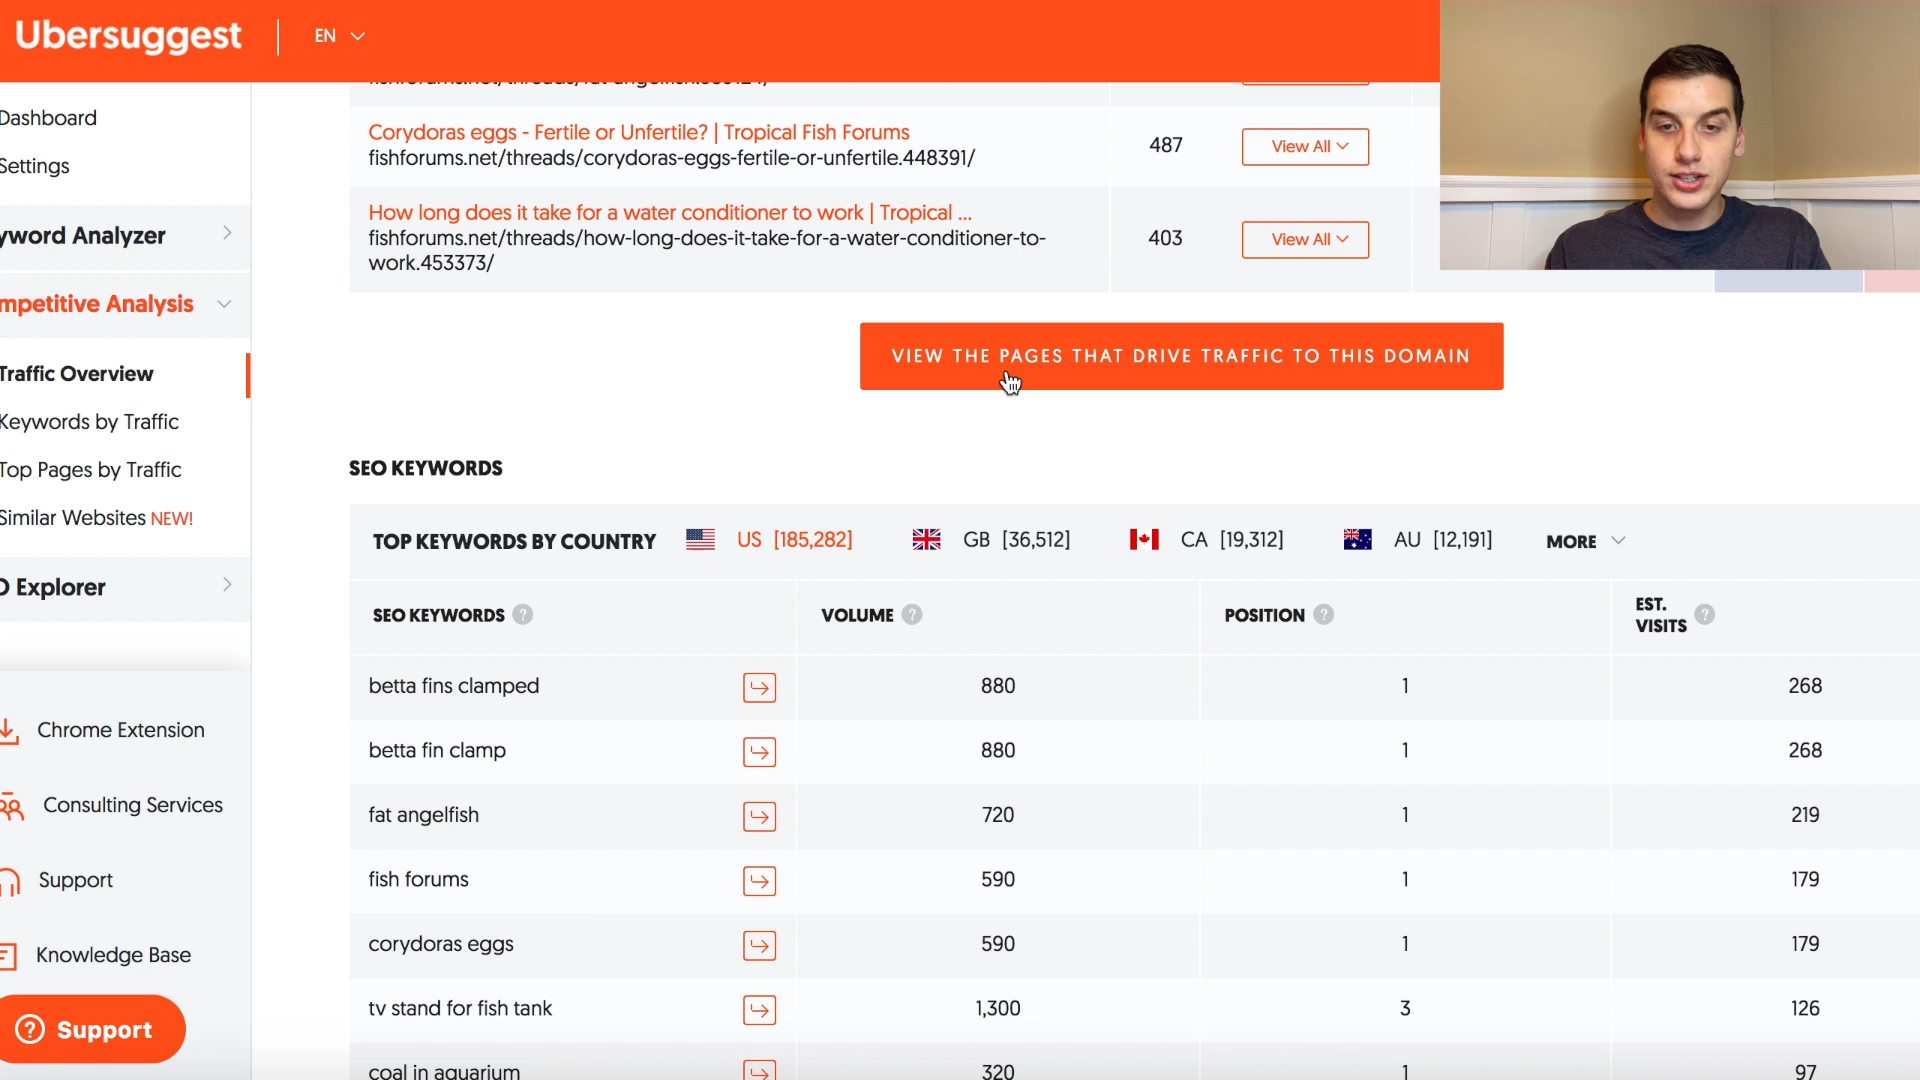 Ubersuggest
EN
Dashboard
Settings
yword Analyzer
mpetitive Analysis
Traffic Overview
Keywords by Traffic
Top Pages by Traffic
Similar Websites NEW!
O Explorer
Chrome Extension
Consulting Services
Support
Knowledge Base
Support
Corydoras eggs - Fertile or Unfertile? | Tropical Fish Forums
fishforums.net/threads/corydoras-eggs-fertile-or-unfertile.448391/
487
View All
How long does it take for a water conditioner to work | Tropical ...
fishforums.net/threads/how-long-does-it-take-for-a-water-conditioner-to-
work.453373/
403
View All
VIEW THE PAGES THAT DRIVE TRAFFIC TO THIS DOMAIN
SEO KEYWORDS
TOP KEYWORDS BY COUNTRY US [185,282] GB [36,512] CA [19,312] AU [12,191] MORE
SEO KEYWORDS ? VOLUME ? POSITION ? EST. VISITS ?
betta fins clamped 880 1 268
betta fin clamp 880 1 268
fat angelfish 720 1 219
fish forums 590 1 179
corydoras eggs 590 1 179
tv stand for fish tank 1,300 3 126
coal in aquarium 320 1 97